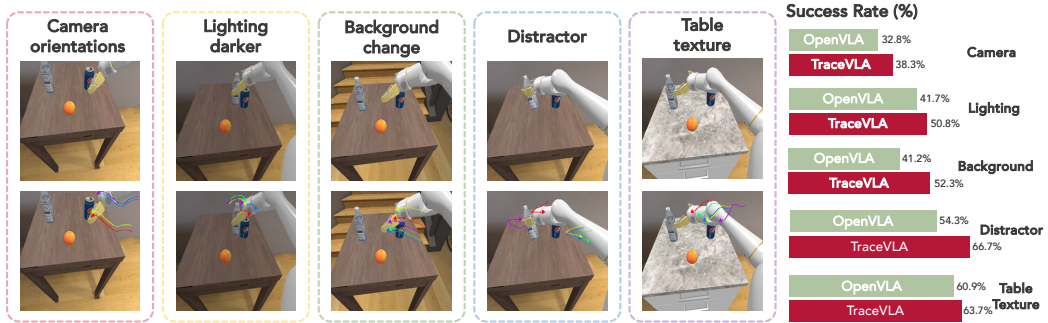 Camera
orientations
Lighting
darker
Background
change
Distractor
Table
texture
Success Rate (%)
OpenVLA
32.8%
TraceVLA
38.3%
Camera
OpenVLA
41.7%
TraceVLA
50.8%
Lighting
OpenVLA
41.2%
TraceVLA
52.3%
Background
OpenVLA
54.3%
TraceVLA
66.7%
Distractor
OpenVLA
60.9%
TraceVLA
63.7%
Table
Texture